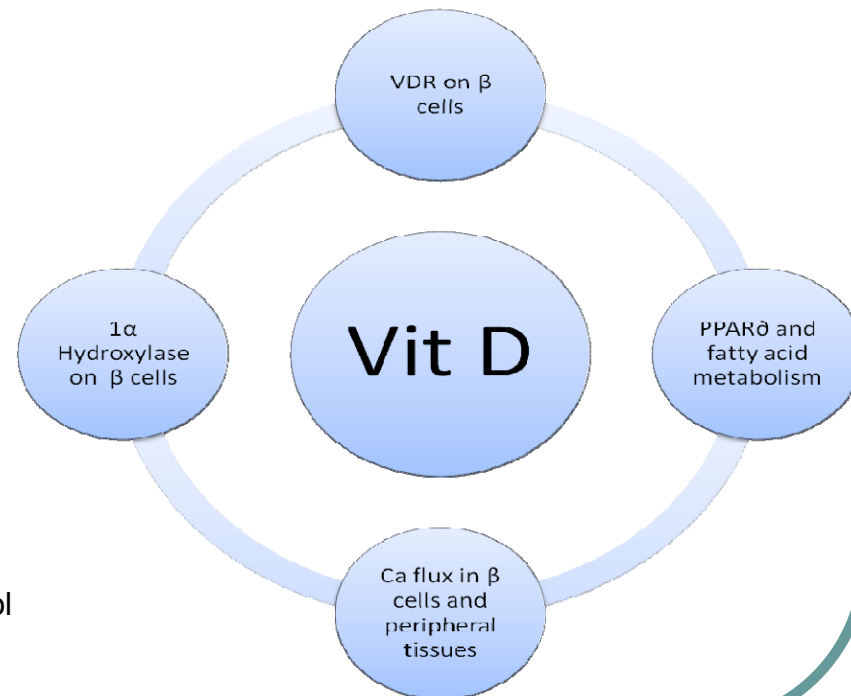 VDR on β
cells
1α
Hydroxylase
on β cells
Vit D
PPAR∂ and
fatty acid
metabolism
Ca flux in β
cells and
peripheral
tissues
ol